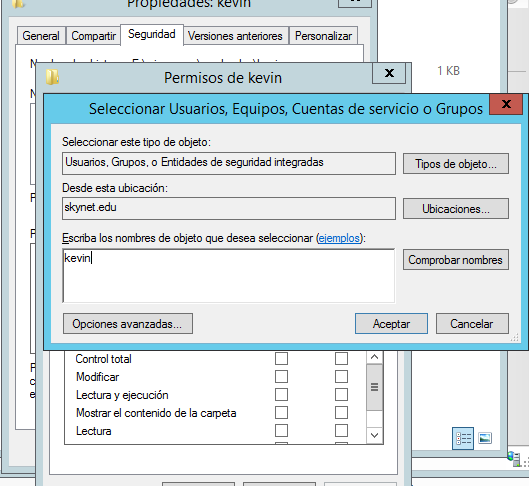 Propiedades: kevin
General
Compartir
Seguridad
Versiones anteriores
Personalizar
1 KB
Permisos de kevin
x
Seleccionar Usuarios, Equipos, Cuentas de servicio o Grupos
x
Seleccionar este tipo de objeto:
Usuarios, Grupos, o Entidades de seguridad integradas
Tipos de objeto...
Desde esta ubicación:
skynet.edu
Ubicaciones...
Escriba los nombres de objeto que desea seleccionar (ejemplos):
kevin
Comprobar nombres
Opciones avanzadas...
Aceptar
Cancelar
Control total
Modificar
Lectura y ejecución
Mostrar el contenido de la carpeta
Lectura